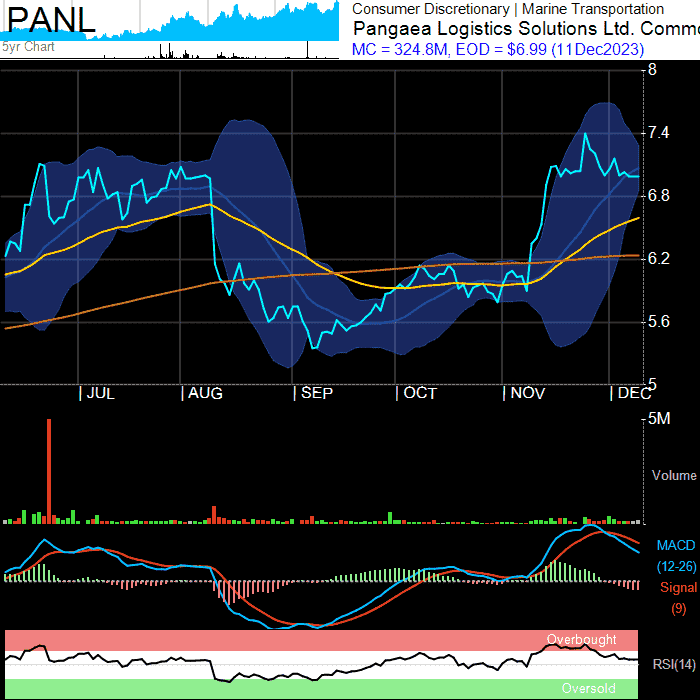 PANL
5yr Chart
Consumer Discretionary | Marine Transportation
Pangaea Logistics Solutions Ltd. Commo
MC = 324.8M, EOD = $6.99 (11Dec2023)
8
7.4
6.8
6.2
5.6
5
| JUL | AUG | SEP | OCT | NOV | DEC
5M
Volume
MACD
(12-26)
Signal
(9)
Overbought
RSI(14)
Oversold